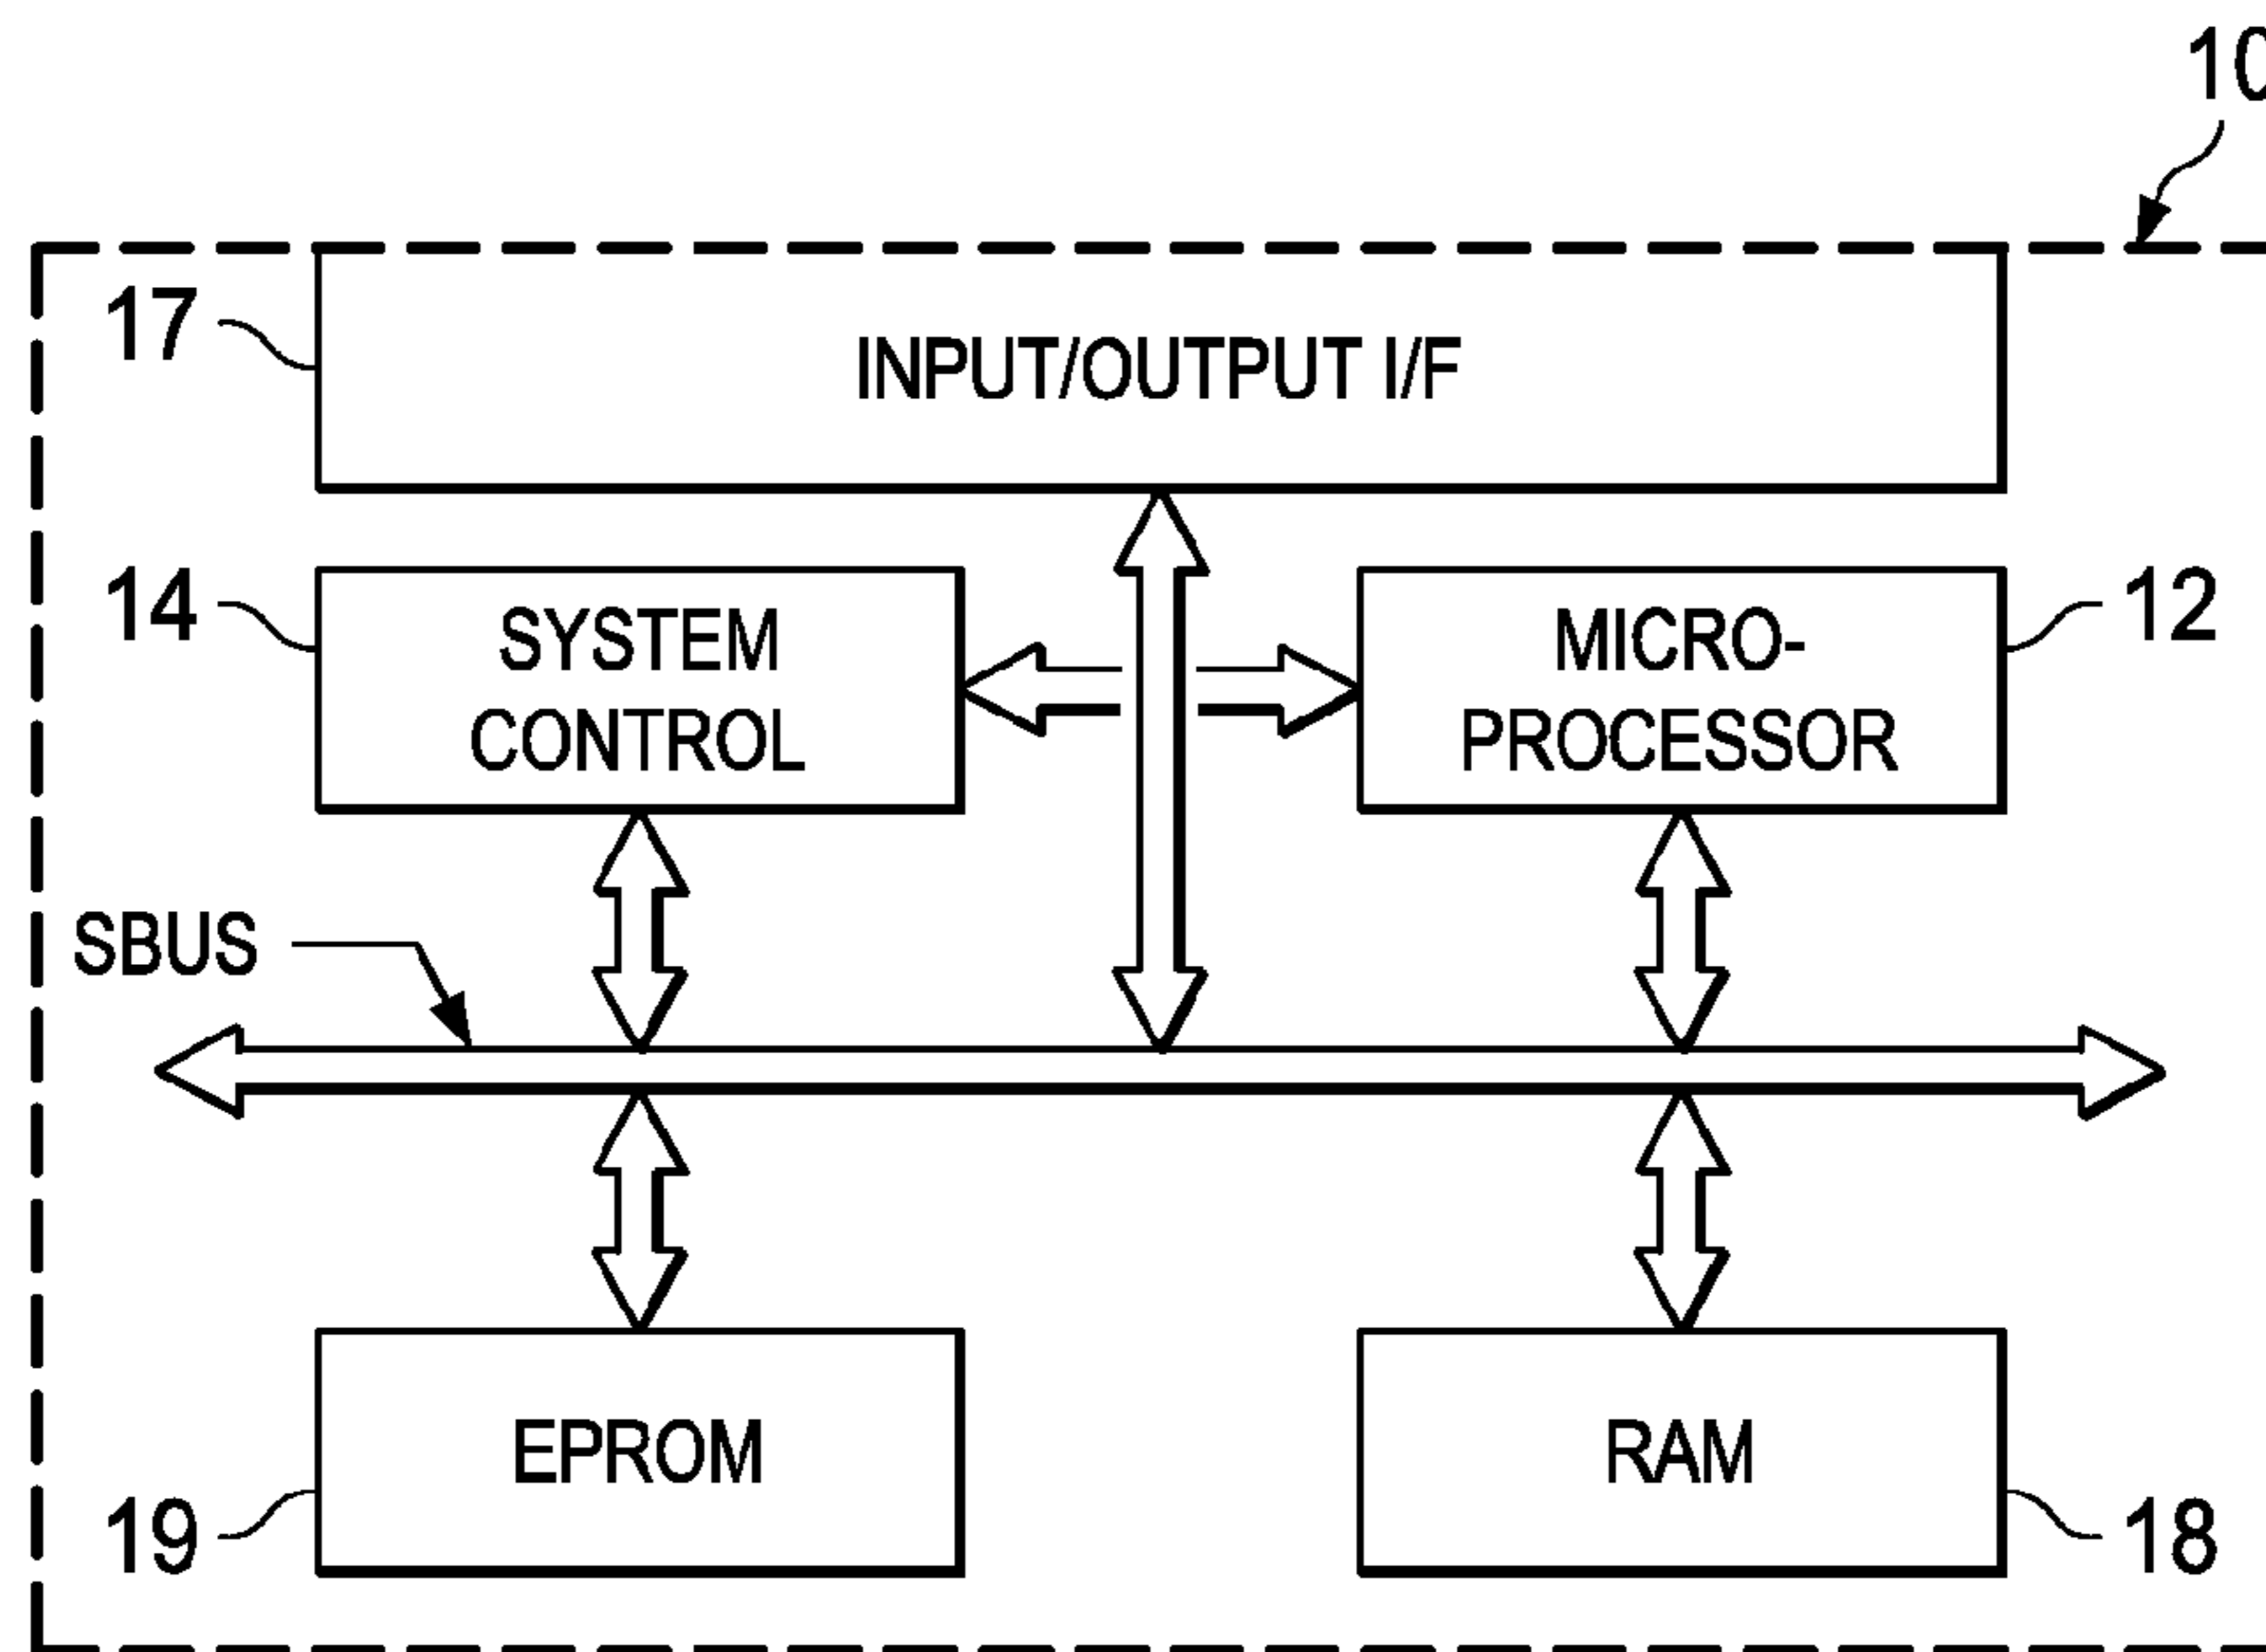 10
17
INPUT/OUTPUT I/F
14
SYSTEM
CONTROL
MICRO-
PROCESSOR
12
SBUS
EPROM
19
RAM
18